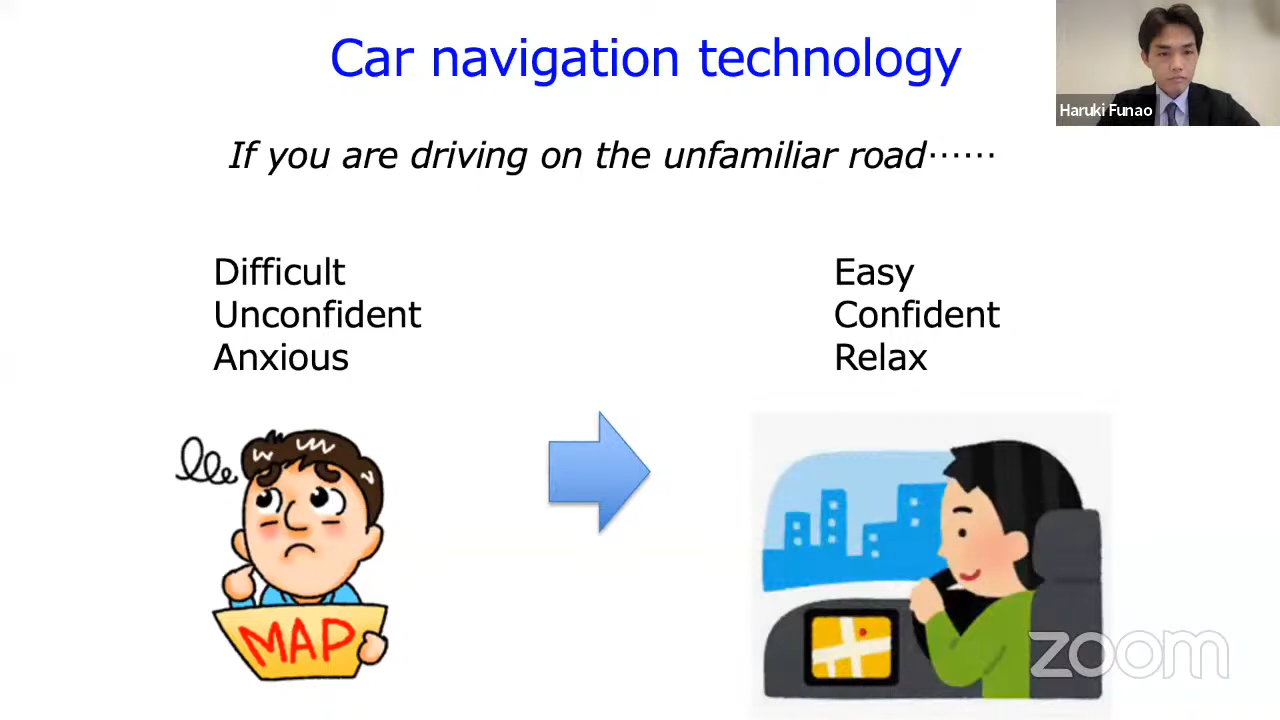 Car navigation technology
Haruki Funao
If you are driving on the unfamiliar road⋯⋯
Difficult
Unconfident
Anxious
Easy
Confident
Relax
MAP
zoom